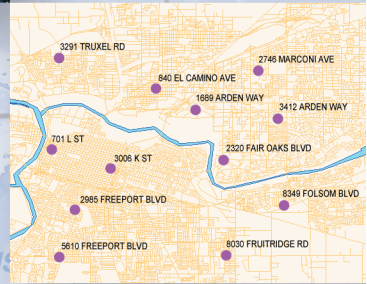 3291 TRUXEL RD
2746 MARCONI AVE
840 EL CAMINO AVE
1689 ARDEN WAY
3412 ARDEN WAY
701 L ST
3006 K ST
2320 FAIR OAKS BLVD
8349 FOLSOM BLVD
2985 FREEPORT BLVD
5610 FREEPORT BLVD
8030 FRUITRIDGE RD